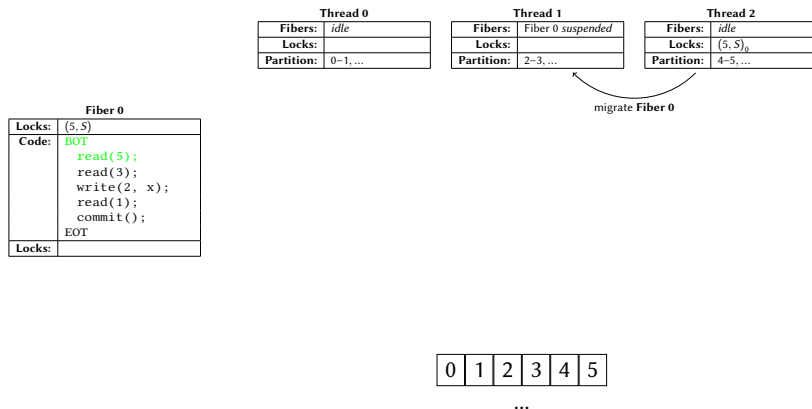 Thread 0
Fibers: idle
Locks:
Partition: 0–1, ...
Thread 1
Fibers: Fiber 0 suspended
Locks:
Partition: 2–3, ...
Thread 2
Fibers: idle
Locks: (5, S)₀
Partition: 4–5, ...
migrate Fiber 0
Fiber 0
Locks: (5, S)
Code: BOT
read(5);
read(3);
write(2, x);
read(1);
commit();
EOT
Locks:
0 1 2 3 4 5
...